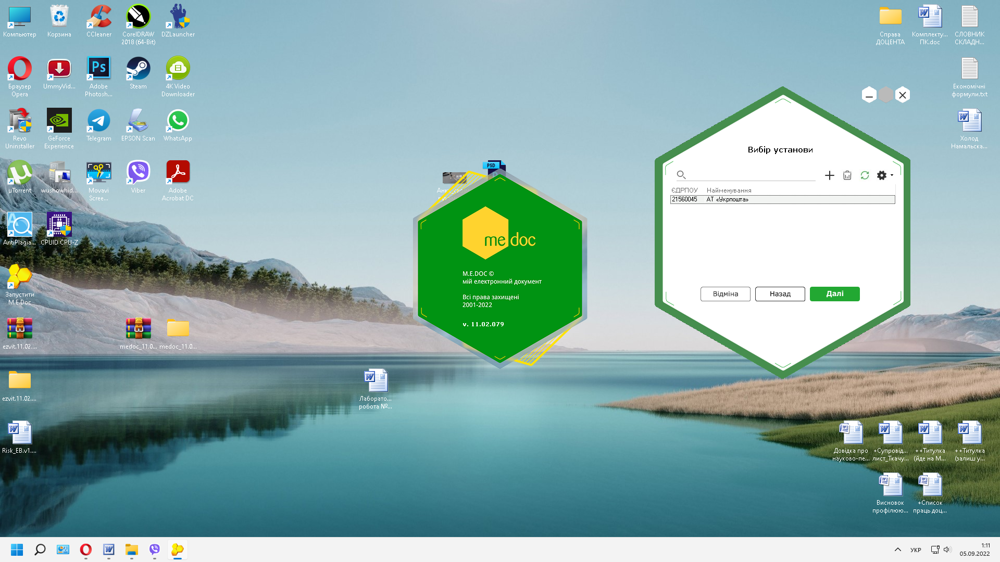 Компьютер
Корзина
CCleaner
CorelDRAW
2018 (64-Bit)
DZLauncher
Браузер
Opera
UmmyVid...
Ps
Adobe
Photosh...
Steam
4K Video
Downloader
Revo
Uninstaller
GeForce
Experience
Telegram
EPSON Scan
WhatsApp
µTorrent
wushowhid...
Movavi
Scree...
Viber
Adobe
Acrobat DC
AntiPlagia...
CPUID CPU-Z
Запустити
M.E.Doc
ezvit.11.02....
medoc_11.0...
medoc_11.0...
ezvit.11.02....
Risk_EB.v1....
Лаборато...
робота №...
PSD
me doc
M.E.DOC ©
мій електронний документ
Всі права захищені
2001-2022
v. 11.02.079
Вибір установи
ЄДРПОУ Найменування
21560045 АТ «Укрпошта»
Відміна
Назад
Далі
Справа
ДОЦЕНТА
Комплекту...
ПК.doc
СЛОВНИК
СКЛАДН...
Економічні
формули.txt
Холод
Намальска...
Довідка про
науково-пе...
+Супровід...
лист_Ткачу...
++Титулка
(йде на М...
++Титулка
(залиш у...
Висновок
профілюю...
+Список
праць доц...
УКР
1:11
05.09.2022